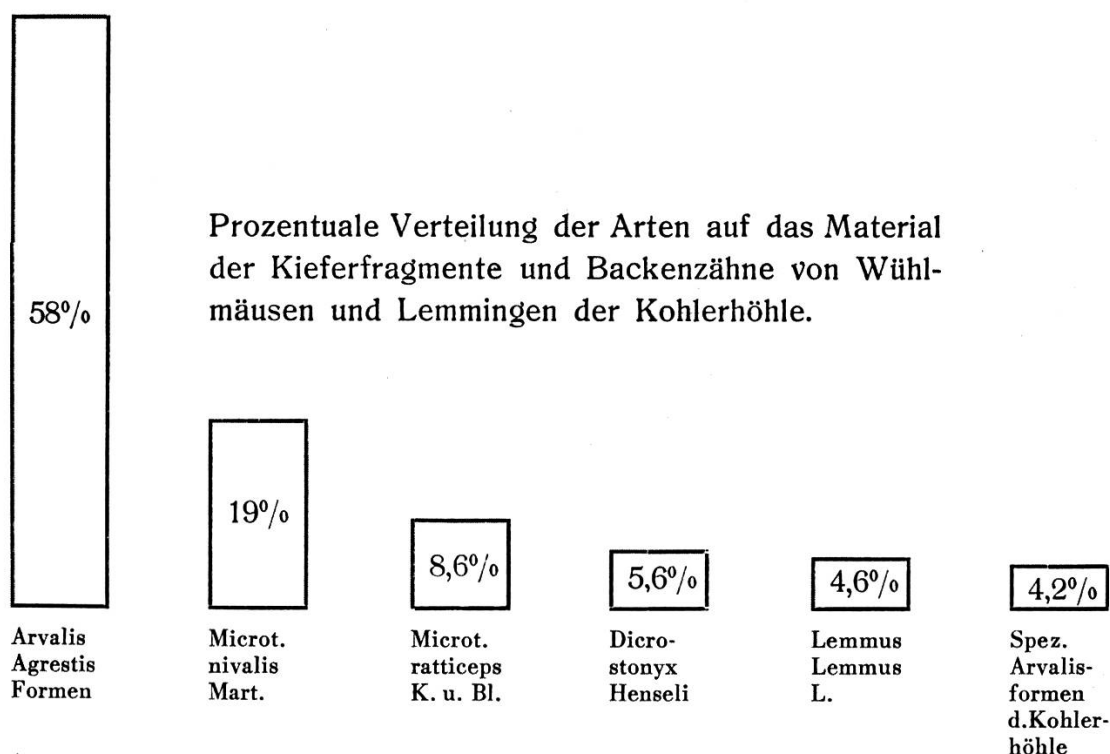 Prozentuale Verteilung der Arten auf das Material
der Kieferfragmente und Backenzähne von Wühl-
mäusen und Lemmingen der Kohlerhöhle.
58%
19%
8,6%
5,6%
4,6%
4,2%
Arvalis
Agrestis
Formen
Microt.
nivalis
Mart.
Microt.
ratticeps
K. u. Bl.
Dicro-
stonyx
Henseli
Lemmus
Lemmus
L.
Spez.
Arvalis-
formen
d.Kohler-
höhle